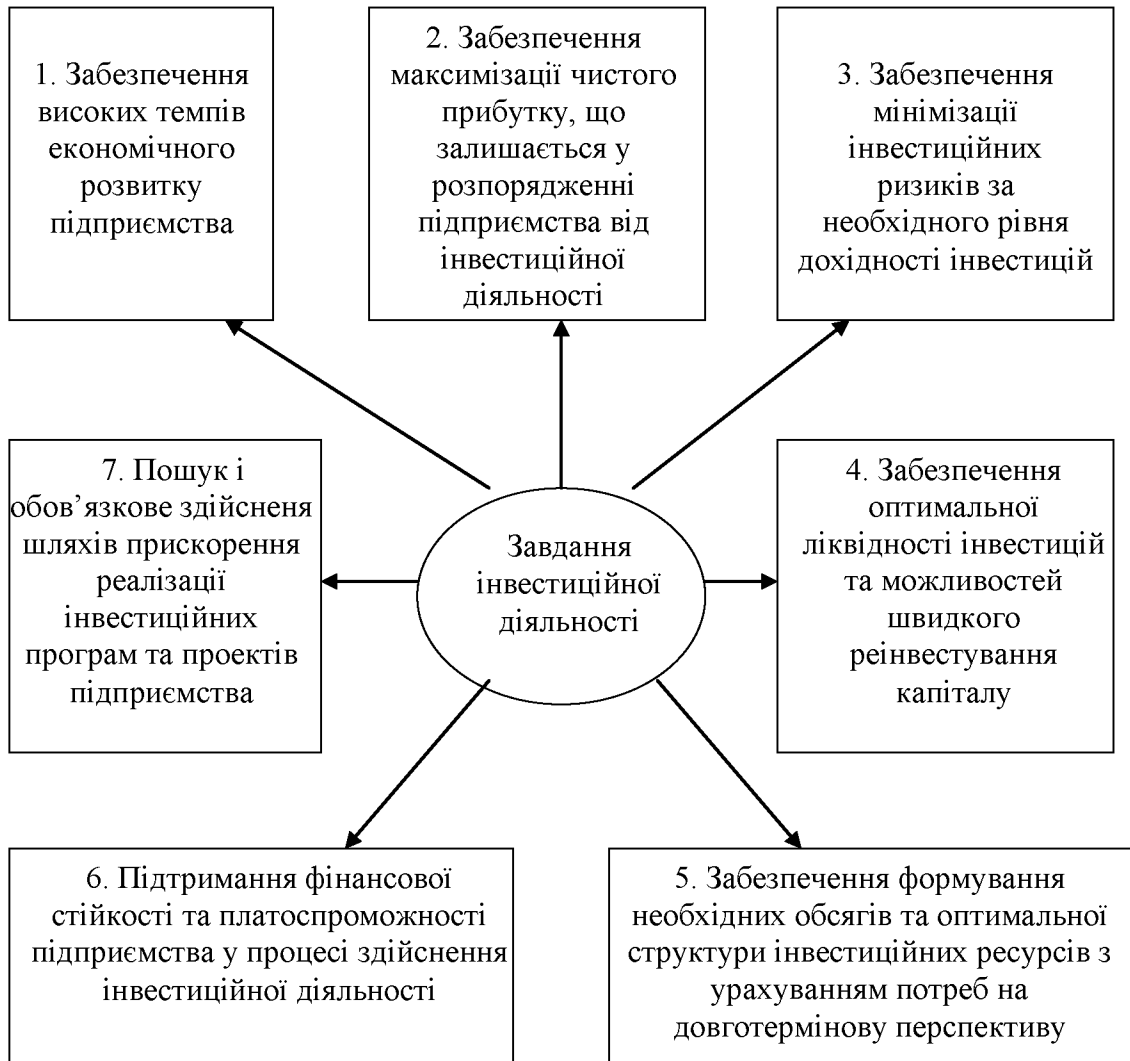 1. Забезпечення
високих темпів
економічного
розвитку
підприємства
2. Забезпечення
максимізації чистого
прибутку, що
залишається у
розпорядженні
підприємства від
інвестиційної
діяльності
3. Забезпечення
мінімізації
інвестиційних
ризиків за
необхідного рівня
дохідності інвестицій
7. Пошук і
обов’язкове здійсненя
шляхів прискорення
реалізації
інвестиційних
програм та проектів
підприємства
Завдання
інвестиційної
діяльності
4. Забезпечення
оптимальної
ліквідності інвестицій
та можливостей
швидкого
реінвестування
капіталу
6. Підтримання фінансової
стійкості та платоспроможності
підприємства у процесі здійснення
інвестиційної діяльності
5. Забезпечення формування
необхідних обсягів та оптимальної
структури інвестиційних ресурсів з
урахуванням потреб на
довготермінову перспективу